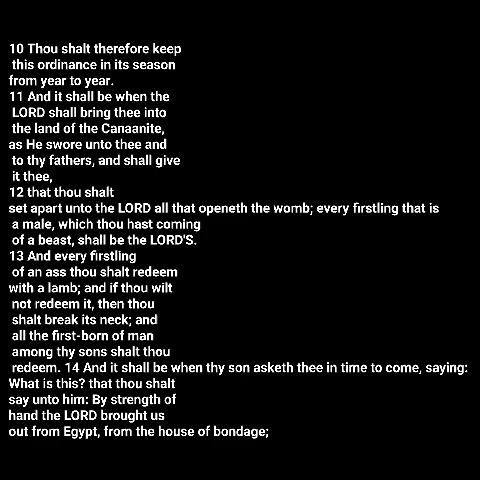 10 Thou shalt therefore keep
this ordinance in its season
from year to year.
11 And it shall be when the
LORD shall bring thee into
the land of the Canaanite,
as He swore unto thee and
to thy fathers, and shall give
it thee,
12 that thou shalt
set apart unto the LORD all that openeth the womb; every firstling that is
a male, which thou hast coming
of a beast, shall be the LORD'S.
13 And every firstling
of an ass thou shalt redeem
with a lamb; and if thou wilt
not redeem it, then thou
shalt break its neck; and
all the first-born of man
among thy sons shalt thou
redeem. 14 And it shall be when thy son asketh thee in time to come, saying:
What is this? that thou shalt
say unto him: By strength of
hand the LORD brought us
out from Egypt, from the house of bondage;